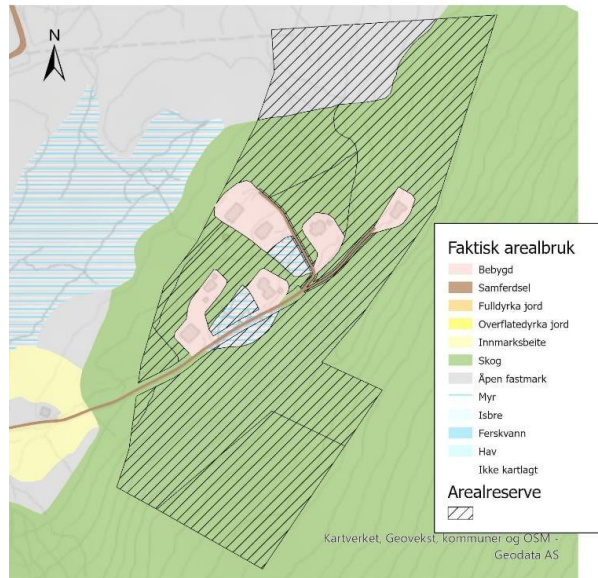 N
Faktisk arealbruk
Bebygd
Samferdsel
Fulldyrka jord
Overflatedyrka jord
Innmarksbeite
Skog
Åpen fastmark
Myr
Isbre
Ferskvann
Hav
Ikke kartlagt
Arealreserve
Kartverket, Geovekst, kommuner og OSM -
Geodata AS